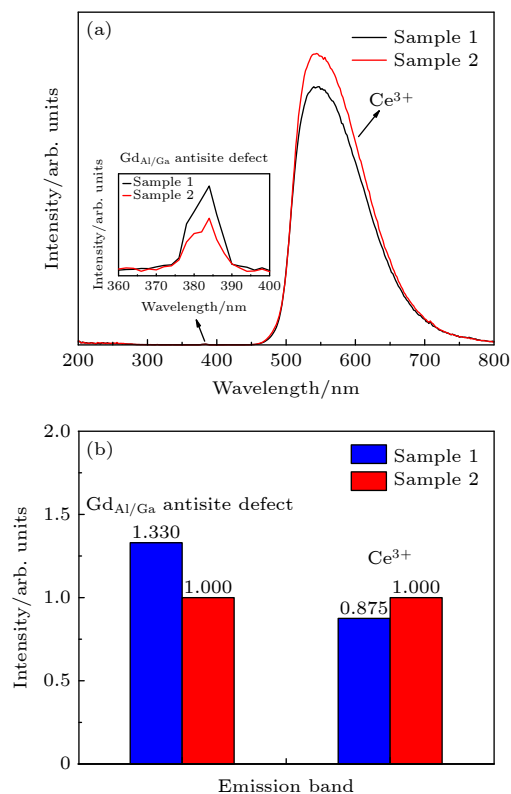 (a)
Sample 1
Sample 2
Ce3+
GdAl/Ga antisite defect
Sample 1
Sample 2
Intensity/arb. units
360 370 380 390 400
Wavelength/nm
Intensity/arb. units
200 300 400 500 600 700 800
Wavelength/nm
(b)
Sample 1
Sample 2
GdAl/Ga antisite defect
Ce3+
1.330
1.000
0.875
1.000
2.0
1.5
1.0
0.5
0
Intensity/arb. units
Emission band